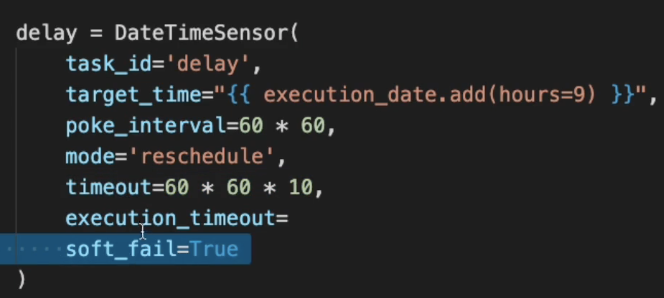 delay = DateTimeSensor(
    task_id='delay',
    target_time="{{ execution_date.add(hours=9) }}",
    poke_interval=60 * 60,
    mode='reschedule',
    timeout=60 * 60 * 10,
    execution_timeout=
    soft_fail=True
)